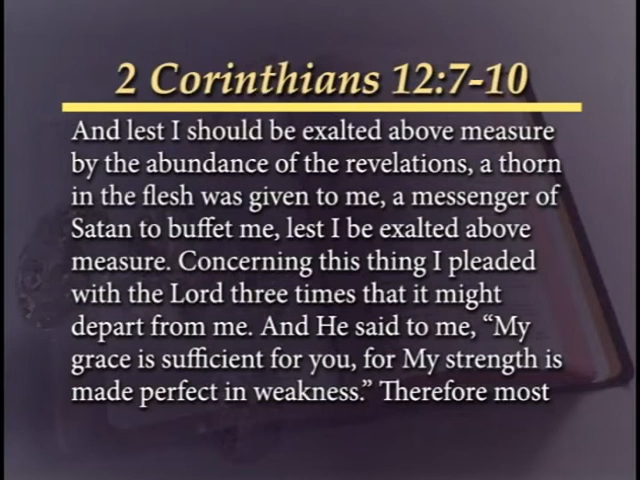 2 Corinthians 12:7-10
And lest I should be exalted above measure
by the abundance of the revelations, a thorn
in the flesh was given to me, a messenger of
Satan to buffet me, lest I be exalted above
measure. Concerning this thing I pleaded
with the Lord three times that it might
depart from me. And He said to me, “My
grace is sufficient for you, for My strength is
made perfect in weakness.” Therefore most